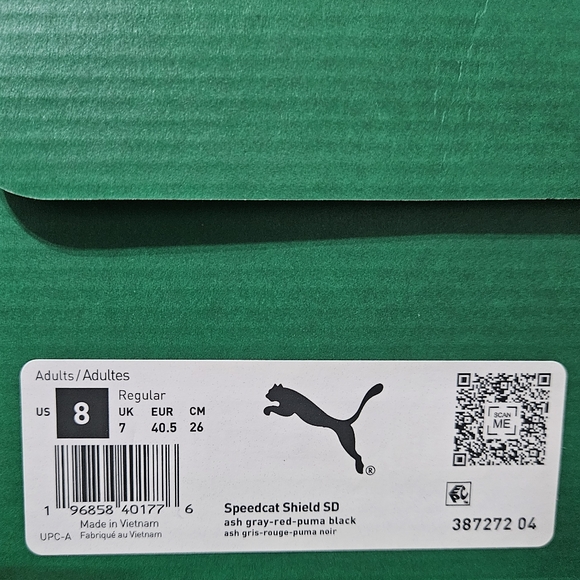 Adults/Adultes
Regular
US 8 UK EUR CM
7 40.5 26
SCAN
ME
®
1 96858 40177 6
Speedcat Shield SD
Made in Vietnam
ash gray-red-puma black
UPC-A Fabriqué au Vietnam
ash gris-rouge-puma noir
387272 04